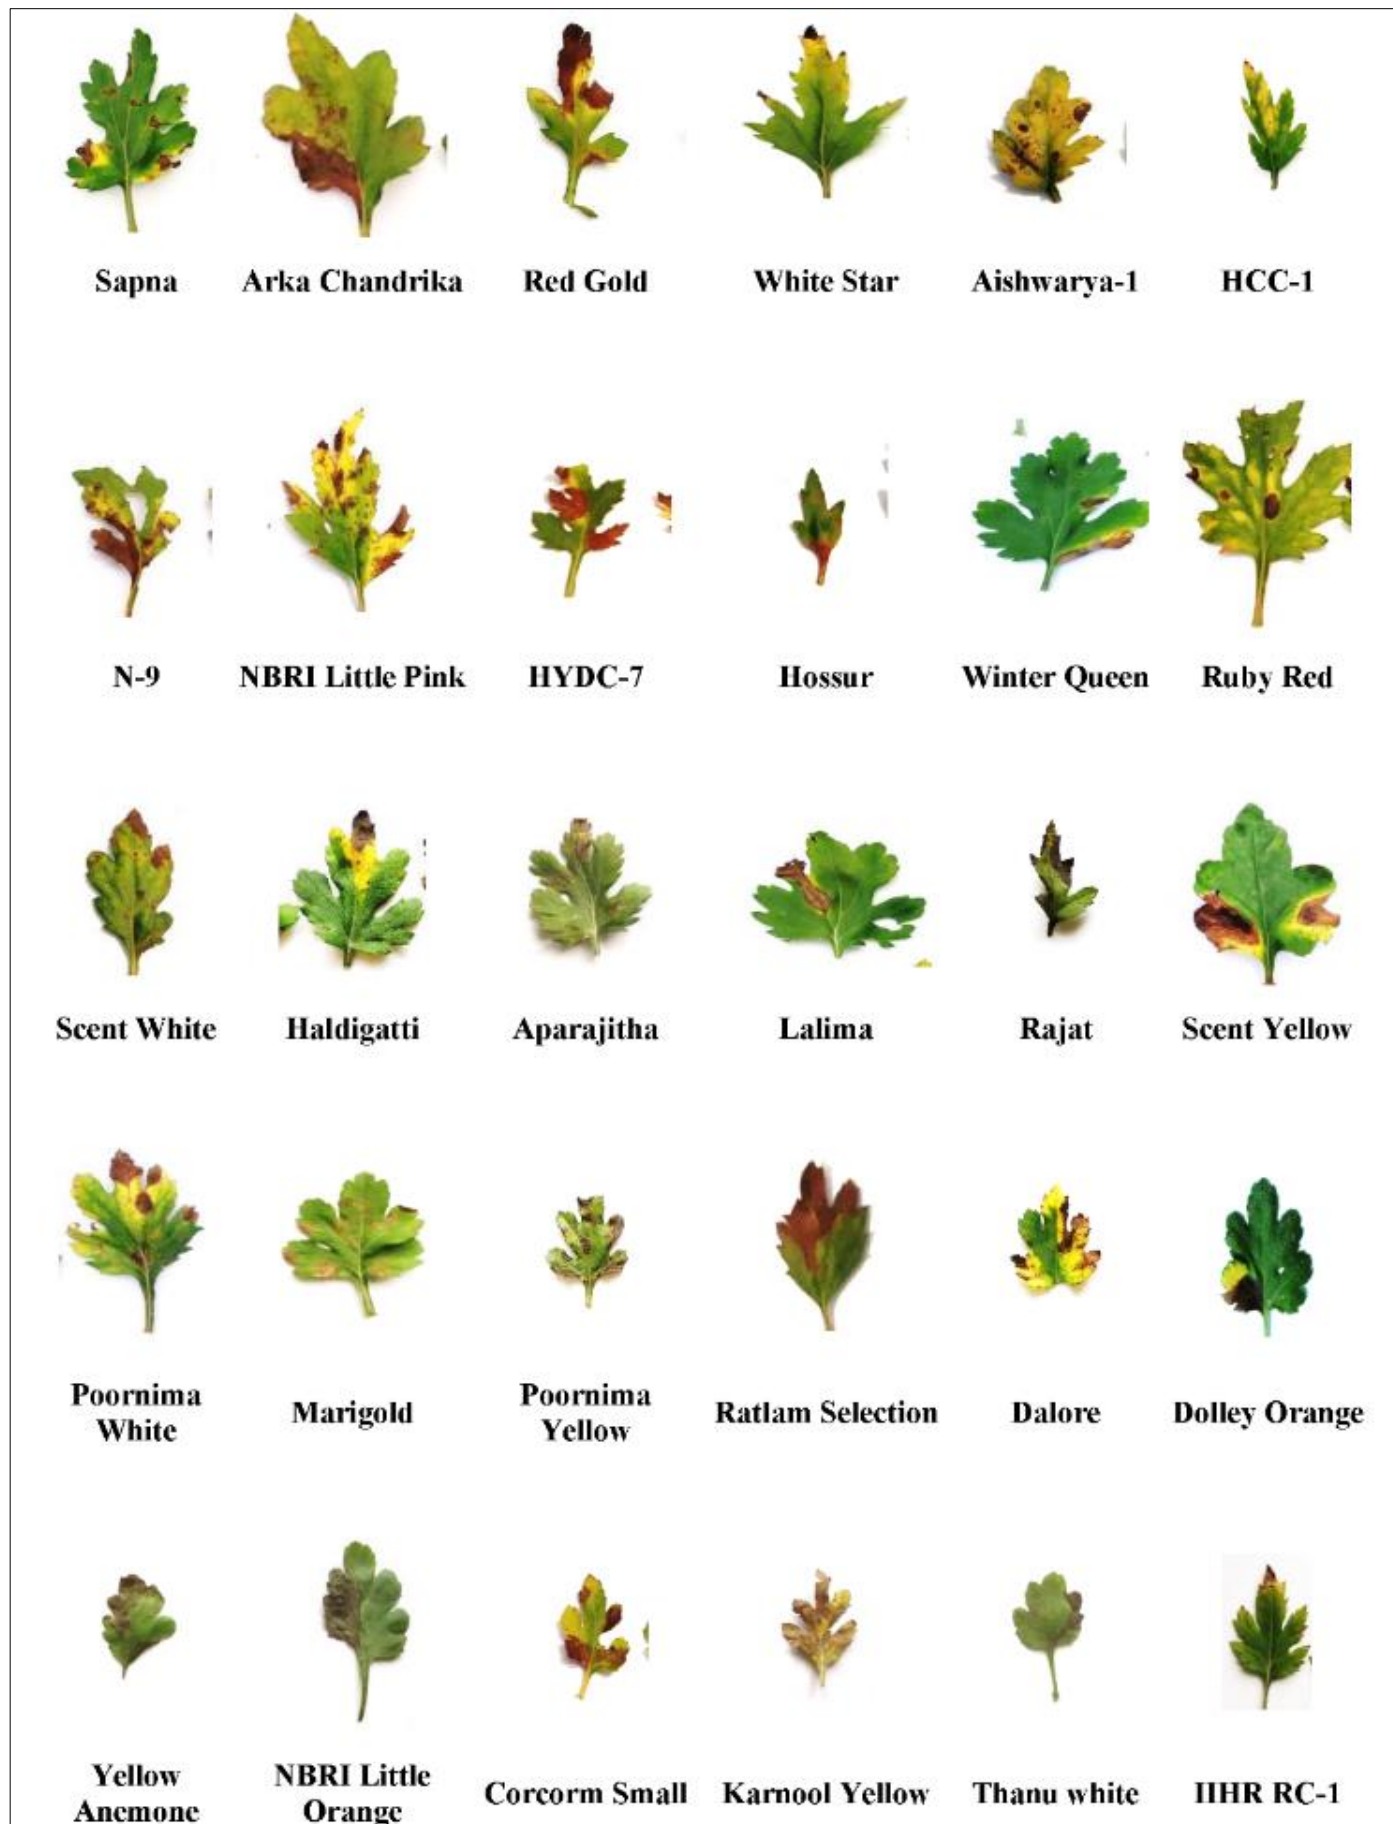 Sapna Arka Chandrika Red Gold White Star Aishwarya-1 HCC-1
N-9 NBRI Little Pink HYDC-7 Hossur Winter Queen Ruby Red
Scent White Haldigatti Aparajitha Lalima Rajat Scent Yellow
Poornima White
Marigold
Poornima Yellow
Ratlam Selection Dalore Dolley Orange
Yellow Anemone
NBRI Little Orange
Corcorm Small Karnool Yellow Thanu white IIHR RC-1